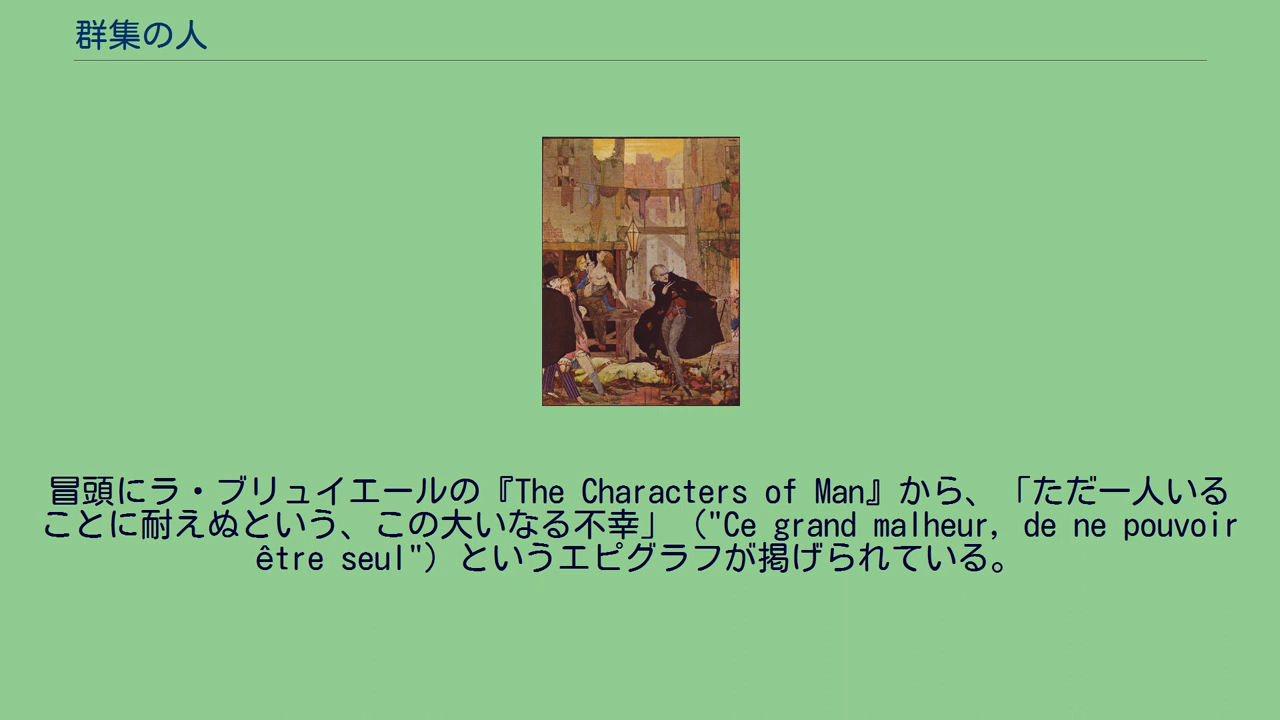 群集の人
冒頭にラ・ブリュイエールの『The Characters of Man』から、「ただ一人いる
ことに耐えぬという、この大いなる不幸」（"Ce grand malheur, de ne pouvoir
être seul"）というエピグラフが掲げられている。